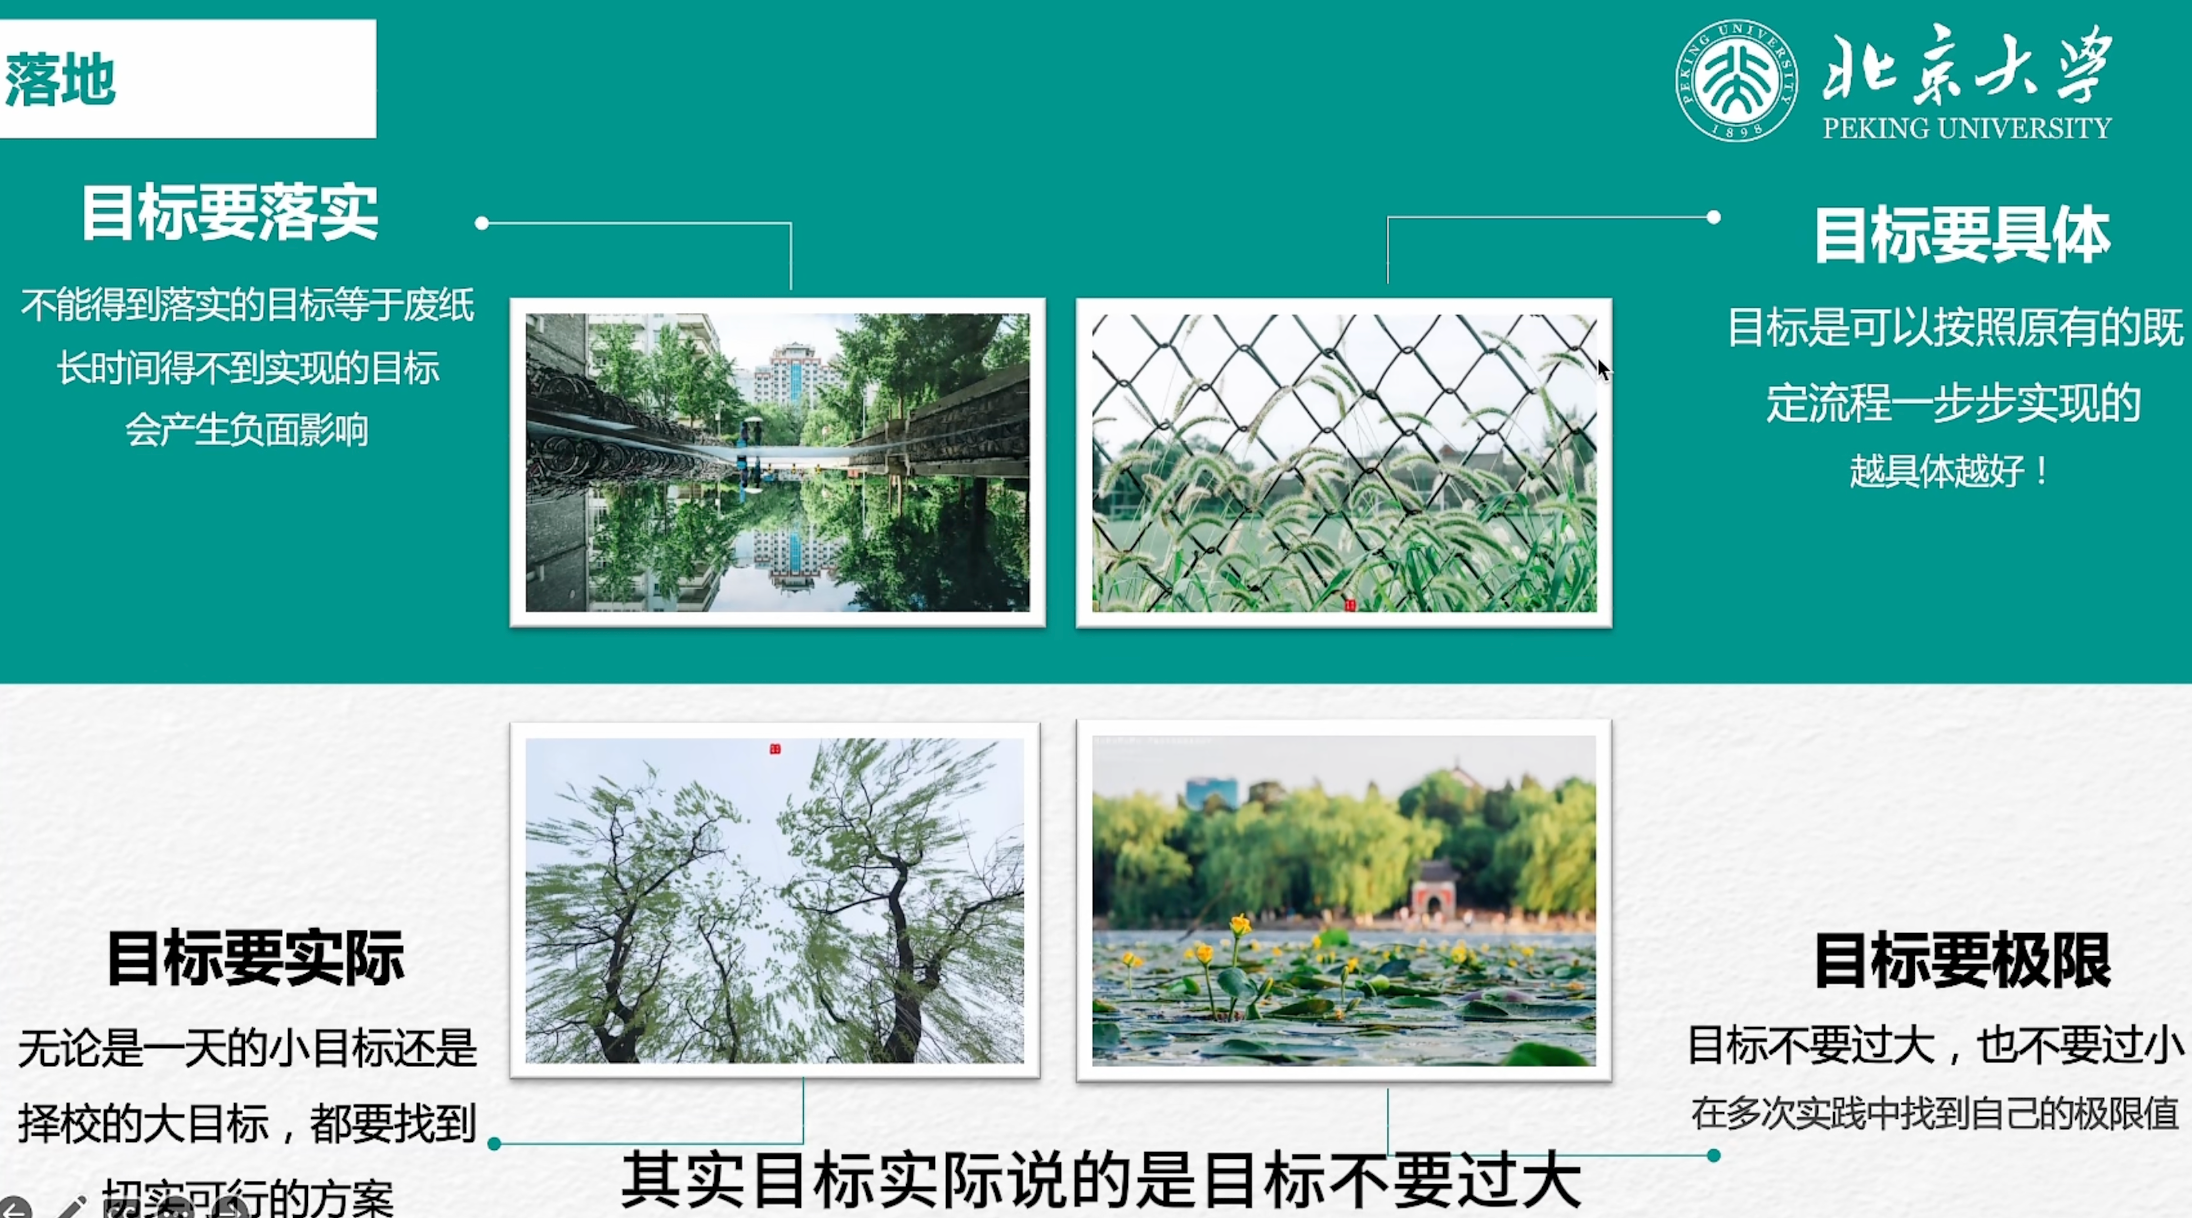 落地
PEKING UNIVERSITY
1898
北京大学
PEKING UNIVERSITY
目标要落实
不能得到落实的目标等于废纸
长时间得不到实现的目标
会产生负面影响
目标要具体
目标是可以按照原有的既
定流程一步步实现的
越具体越好！
目标要实际
无论是一天的小目标还是
择校的大目标，都要找到
切实可行的方案
目标要极限
目标不要过大，也不要过小
在多次实践中找到自己的极限值
其实目标实际说的是目标不要过大